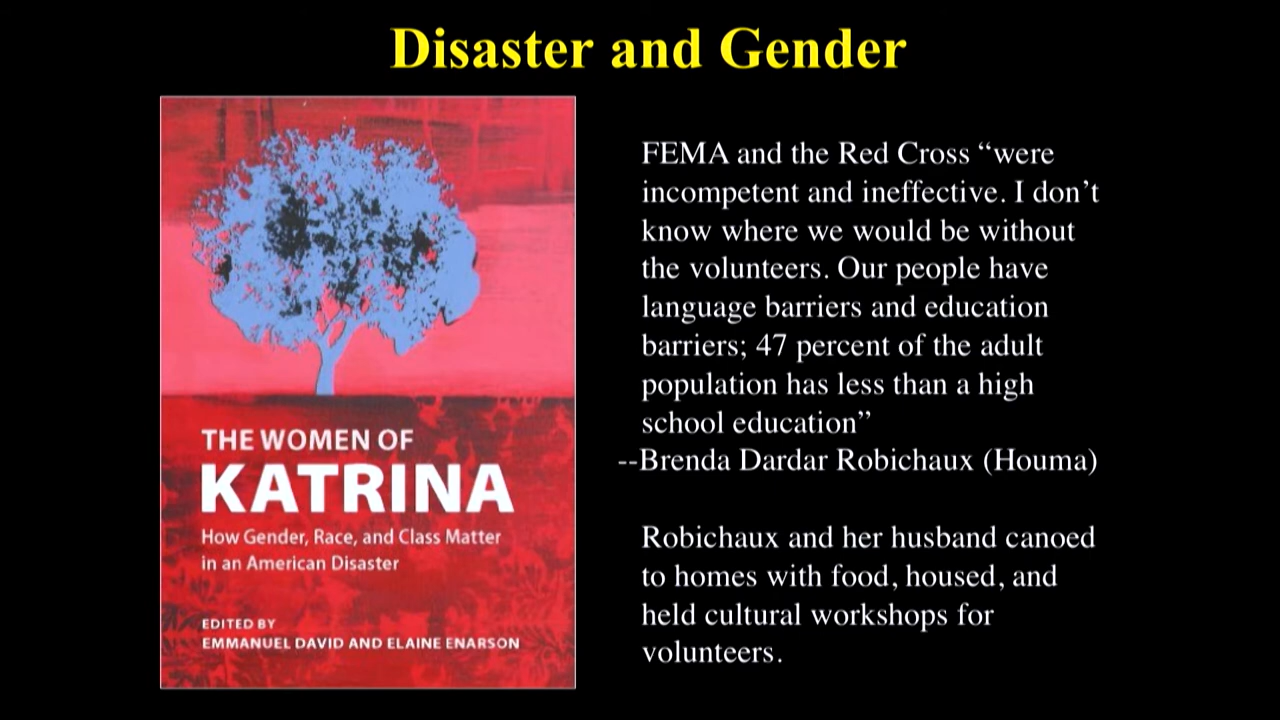 Disaster and Gender
THE WOMEN OF
KATRINA
How Gender, Race, and Class Matter
in an American Disaster
EDITED BY
EMMANUEL DAVID AND ELAINE ENARSON
FEMA and the Red Cross “were
incompetent and ineffective. I don’t
know where we would be without
the volunteers. Our people have
language barriers and education
barriers; 47 percent of the adult
population has less than a high
school education”
--Brenda Dardar Robichaux (Houma)
Robichaux and her husband canoed
to homes with food, housed, and
held cultural workshops for
volunteers.